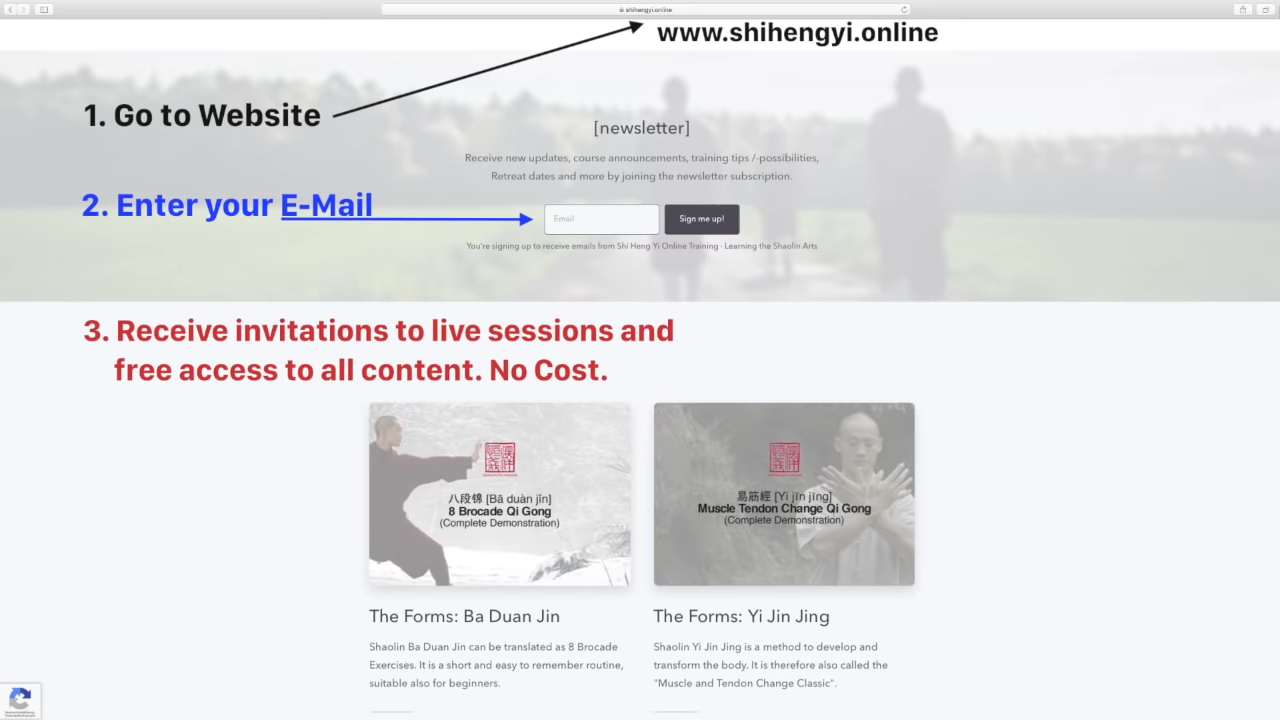 shihengyi.online
www.shihengyi.online
1. Go to Website
[newsletter]
Receive new updates, course announcements, training tips /-possibilities,
Retreat dates and more by joining the newsletter subscription.
2. Enter your E-Mail
Email
Sign me up!
You're signing up to receive emails from Shi Heng Yi Online Training - Learning the Shaolin Arts
3. Receive invitations to live sessions and
free access to all content. No Cost.
八段锦 [Bā duàn jǐn]
8 Brocade Qi Gong
(Complete Demonstration)
易筋經 [Yì jīn jīng]
Muscle Tendon Change Qi Gong
(Complete Demonstration)
The Forms: Ba Duan Jin
Shaolin Ba Duan Jin can be translated as 8 Brocade
Exercises. It is a short and easy to remember routine,
suitable also for beginners.
The Forms: Yi Jin Jing
Shaolin Yi Jin Jing is a method to develop and
transform the body. It is therefore also called the
"Muscle and Tendon Change Classic".